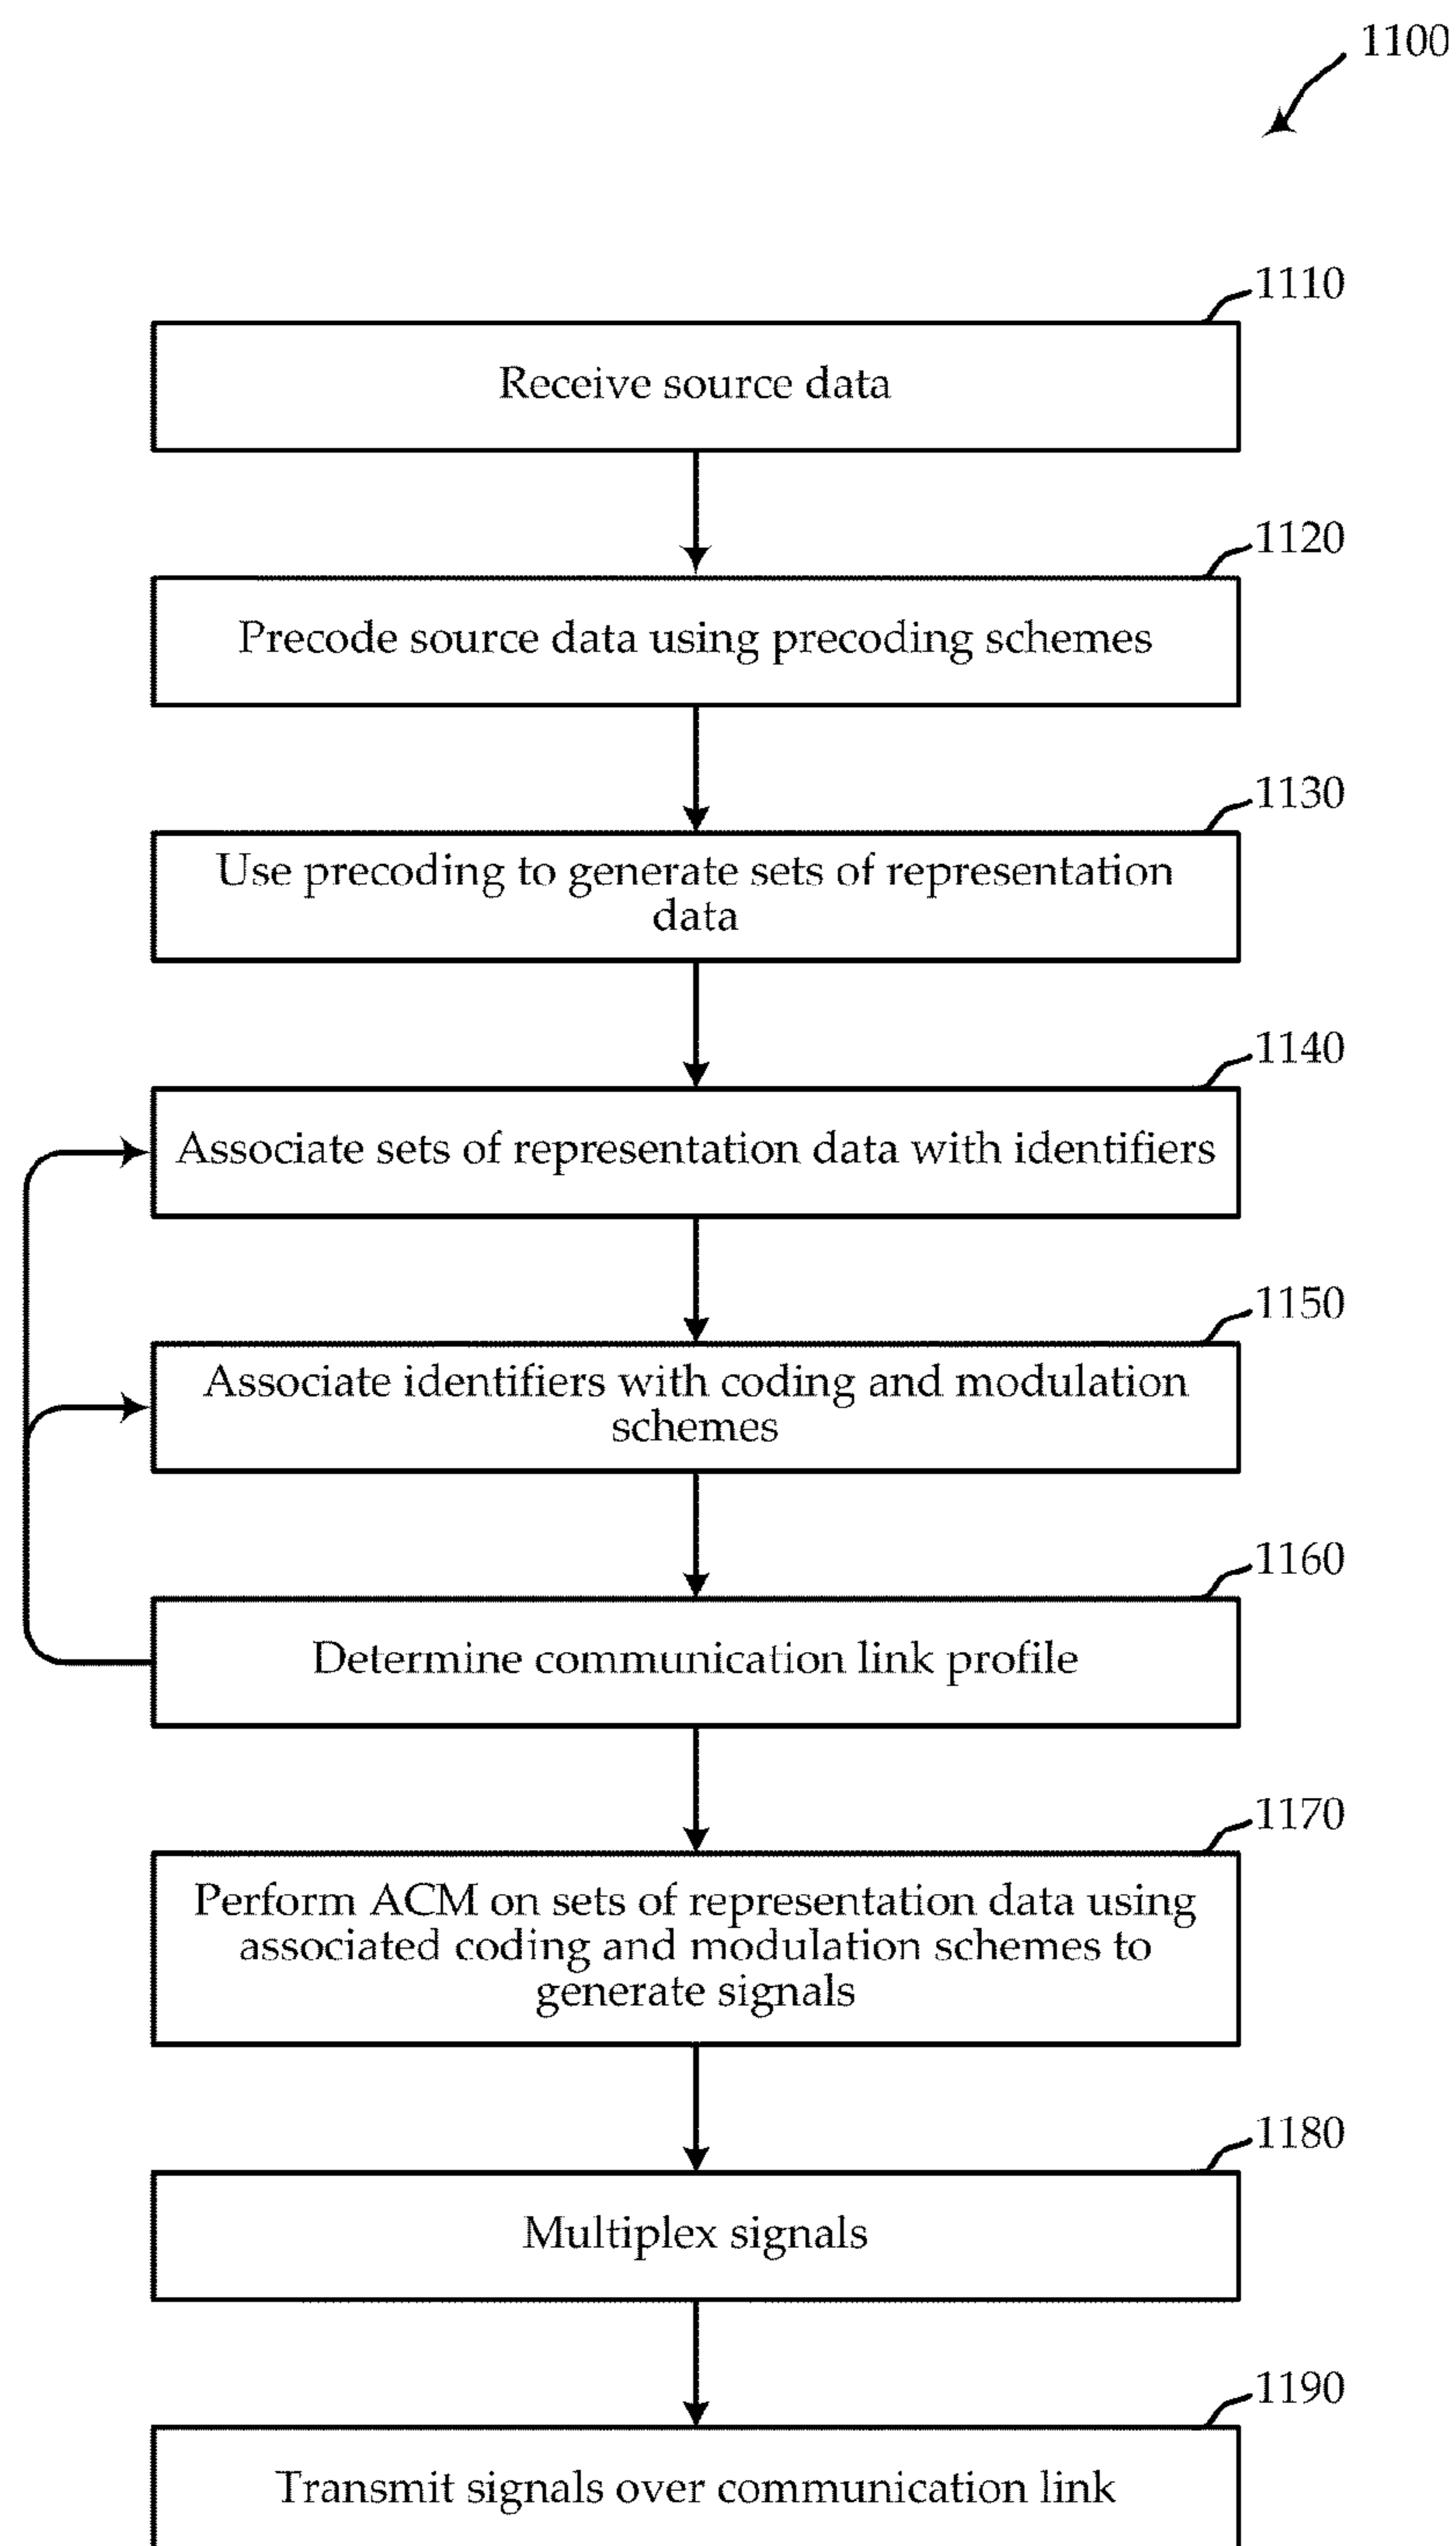 1100
1110
Receive source data
1120
Precode source data using precoding schemes
1130
Use precoding to generate sets of representation
data
1140
Associate sets of representation data with identifiers
1150
Associate identifiers with coding and modulation
schemes
1160
Determine communication link profile
1170
Perform ACM on sets of representation data using
associated coding and modulation schemes to
generate signals
1180
Multiplex signals
1190
Transmit signals over communication link